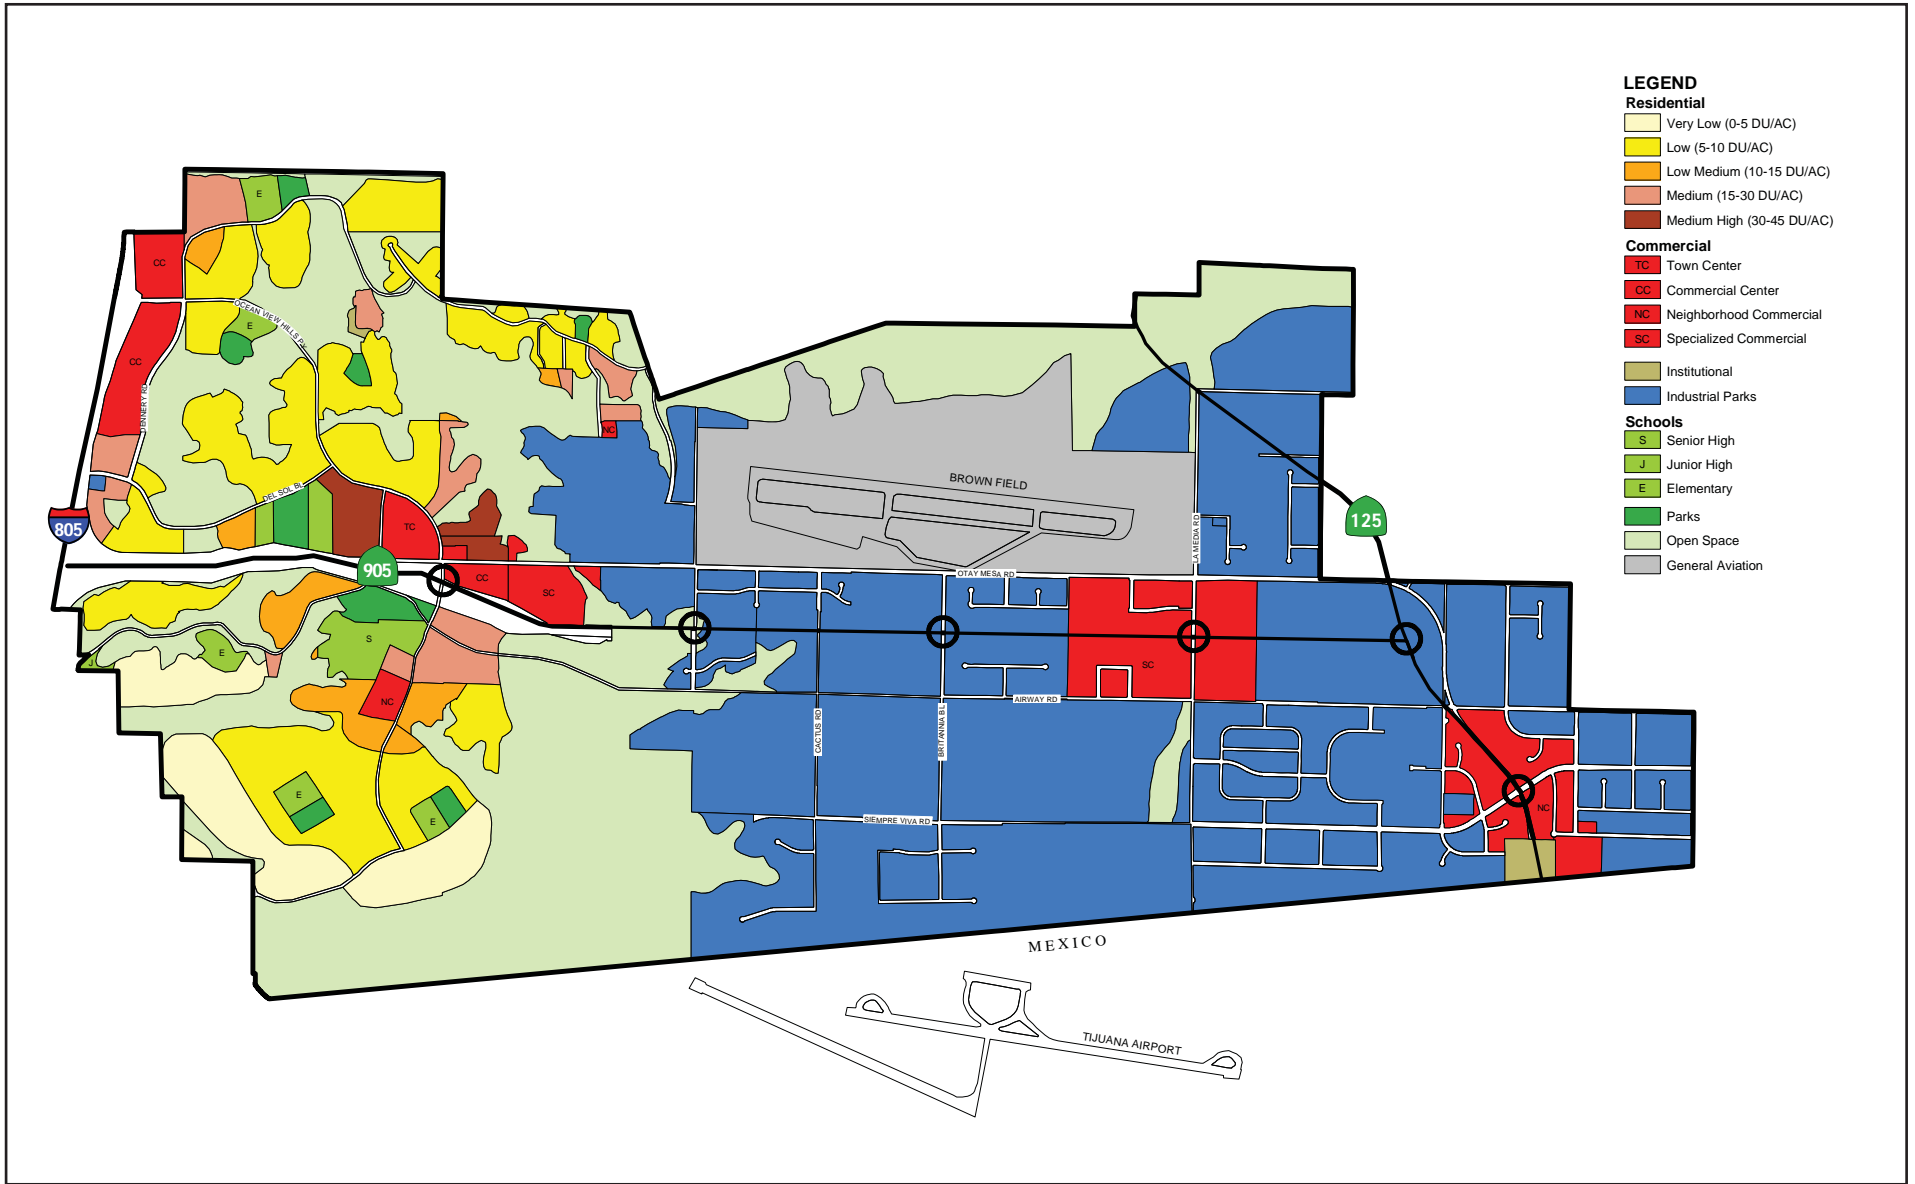 LEGEND
Residential
Very Low (0-5 DU/AC)
Low (5-10 DU/AC)
Low Medium (10-15 DU/AC)
Medium (15-30 DU/AC)
Medium High (30-45 DU/AC)
Commercial
TC Town Center
CC Commercial Center
NC Neighborhood Commercial
SC Specialized Commercial
Institutional
Industrial Parks
Schools
S Senior High
J Junior High
E Elementary
Parks
Open Space
General Aviation
E
CC
OCEAN VIEW HILLS PY
E
CC
DENNERY RD
NC
BROWN FIELD
DEL SOL BL
805
TC
125
LA MEDIA RD
905
CC
OTAY MESA RD
SC
S
E
J
SC
NC
AIRWAY RD
CACTUS RD
BRITANNIA BL
E
E
NC
SIEMPRE VIVA RD
MEXICO
TIJUANA AIRPORT